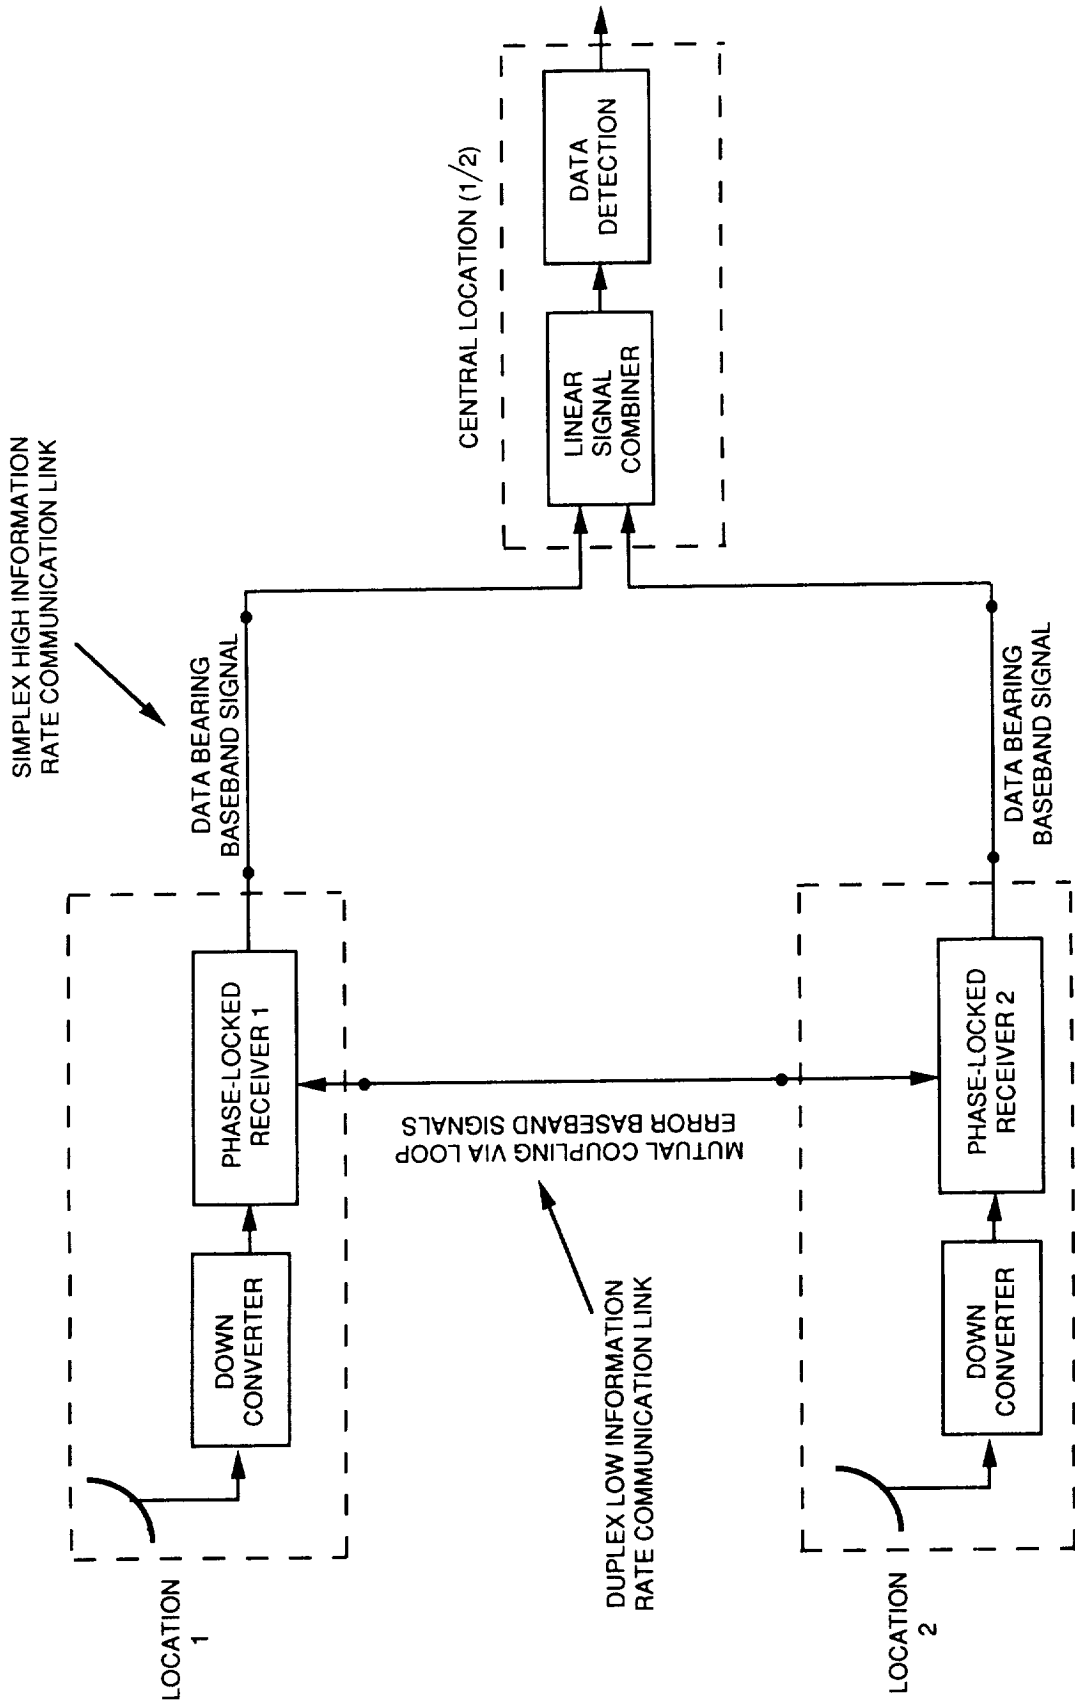 SIMPLEX HIGH INFORMATION
RATE COMMUNICATION LINK
LOCATION
1
DOWN
CONVERTER
PHASE-LOCKED
RECEIVER 1
DATA BEARING
BASEBAND SIGNAL
CENTRAL LOCATION (1/2)
LINEAR
SIGNAL
COMBINER
DATA
DETECTION
MUTUAL COUPLING VIA LOOP
ERROR BASEBAND SIGNALS
DUPLEX LOW INFORMATION
RATE COMMUNICATION LINK
LOCATION
2
DOWN
CONVERTER
PHASE-LOCKED
RECEIVER 2
DATA BEARING
BASEBAND SIGNAL